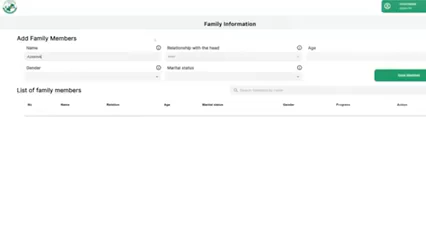 Family Information
Add Family Members
Name
Relationship with the head
Age
Gender
Marital status
List of family members
No
Name
Relation
Age
Marital status
Gender
Progress
Action